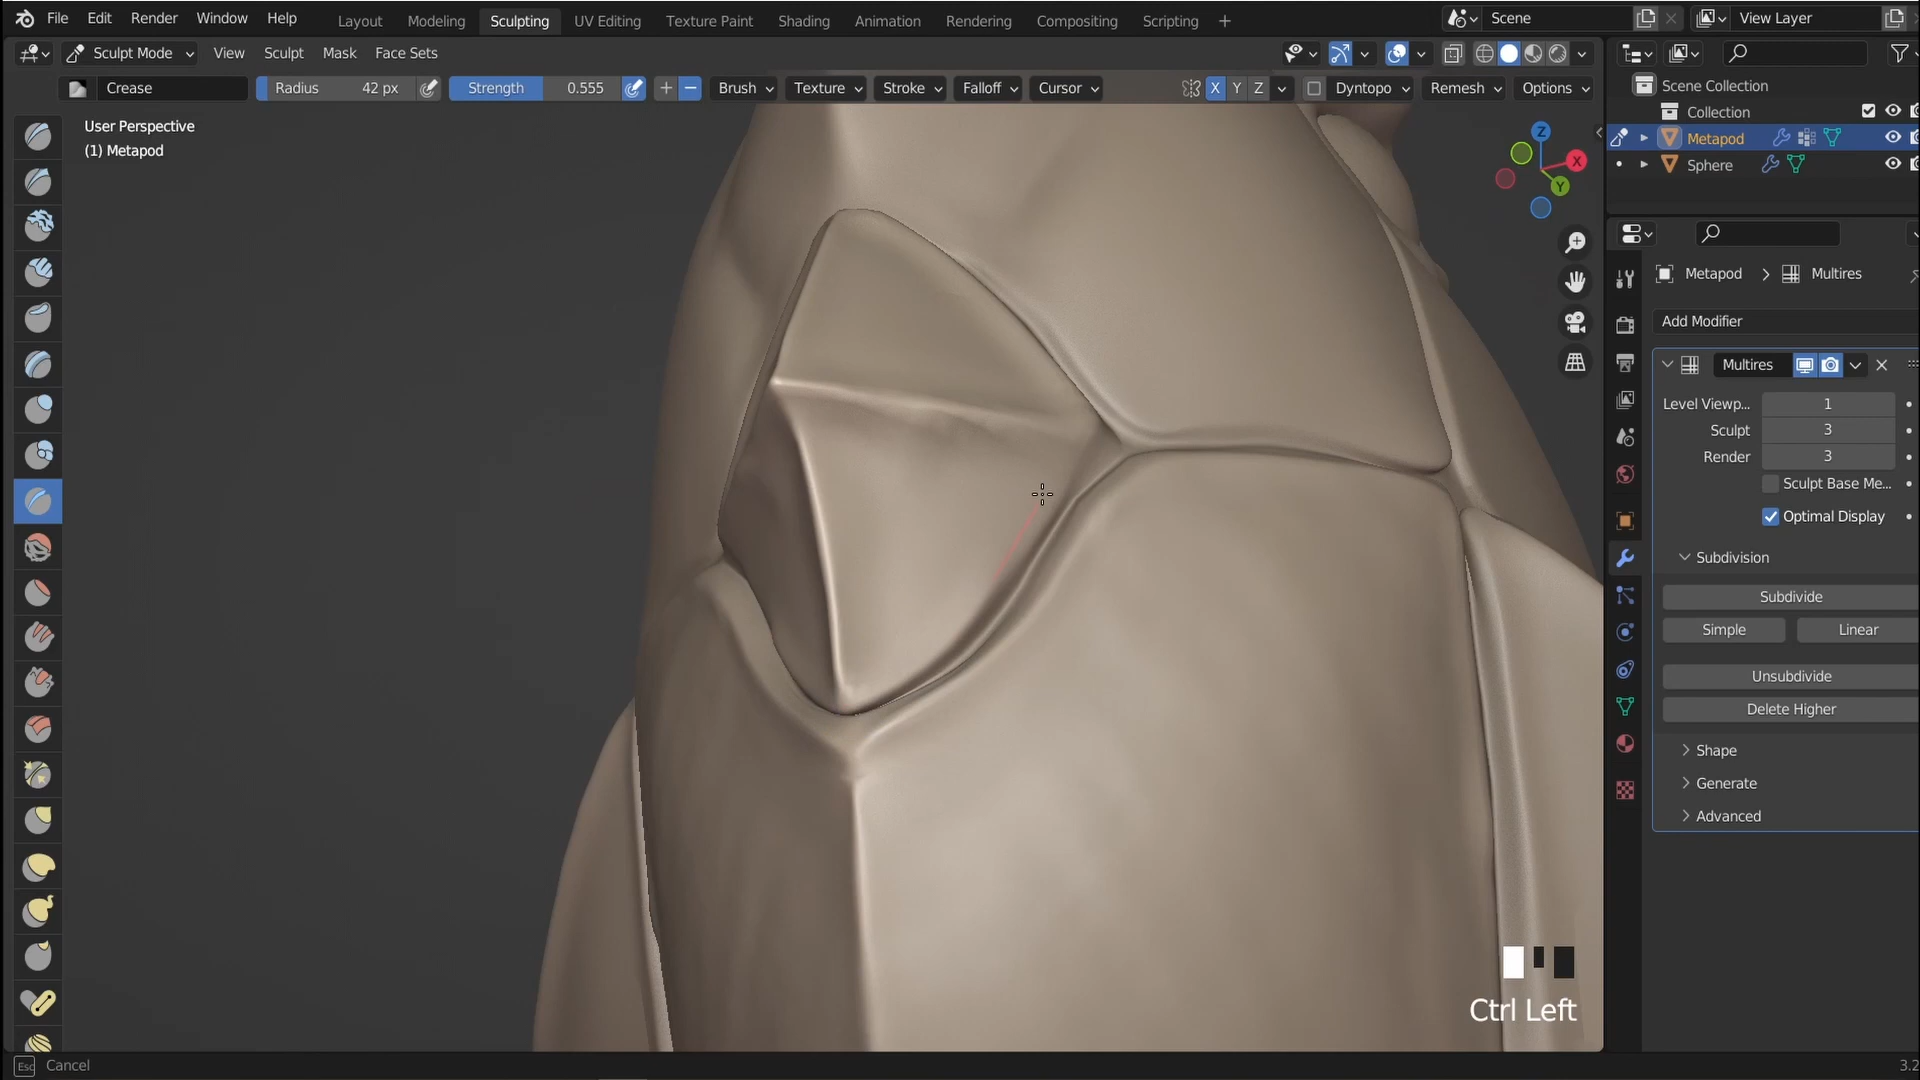 File Edit Render Window Help Layout Modeling Sculpting UV Editing Texture Paint Shading Animation Rendering Compositing Scripting + Scene View Layer
Sculpt Mode View Sculpt Mask Face Sets
Crease Radius 42 px Strength 0.555 Brush Texture Stroke Falloff Cursor X Y Z Dyntopo Remesh Options
User Perspective
(1) Metapod
Z
X
Y
Scene Collection
Collection
Metapod
Sphere
Metapod > Multires
Add Modifier
Multires
Level Viewp... 1
Sculpt 3
Render 3
Sculpt Base Me...
Optimal Display
Subdivision
Subdivide
Simple Linear
Unsubdivide
Delete Higher
Shape
Generate
Advanced
Ctrl Left
Esc Cancel 3.2